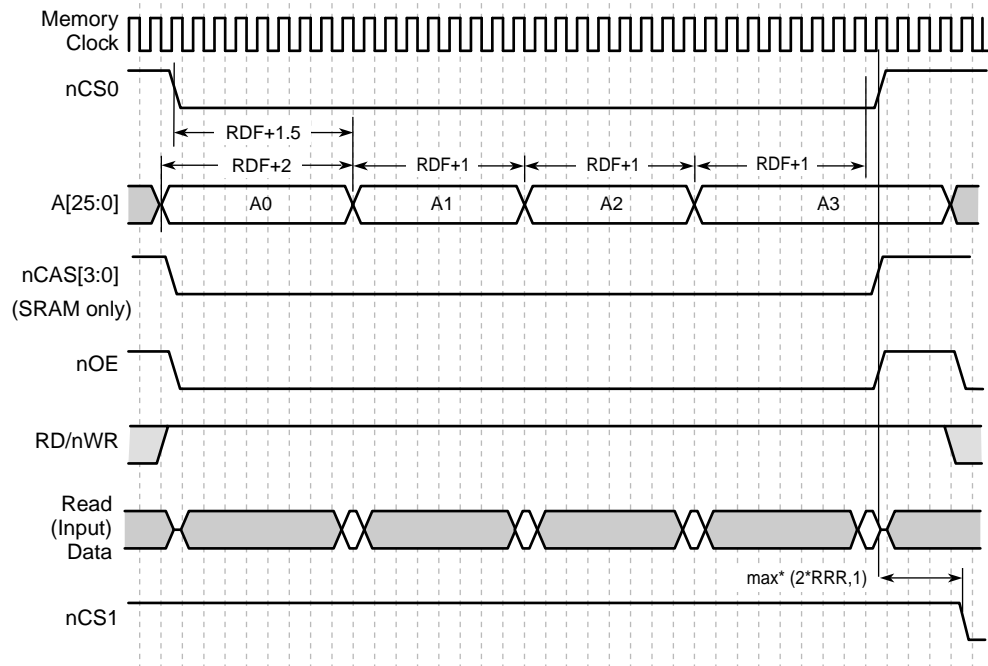 Memory
Clock
nCS0
RDF+1.5
RDF+2
RDF+1
RDF+1
RDF+1
A[25:0]
A0
A1
A2
A3
nCAS[3:0]
(SRAM only)
nOE
RD/nWR
Read
(Input)
Data
max* (2*RRR,1)
nCS1